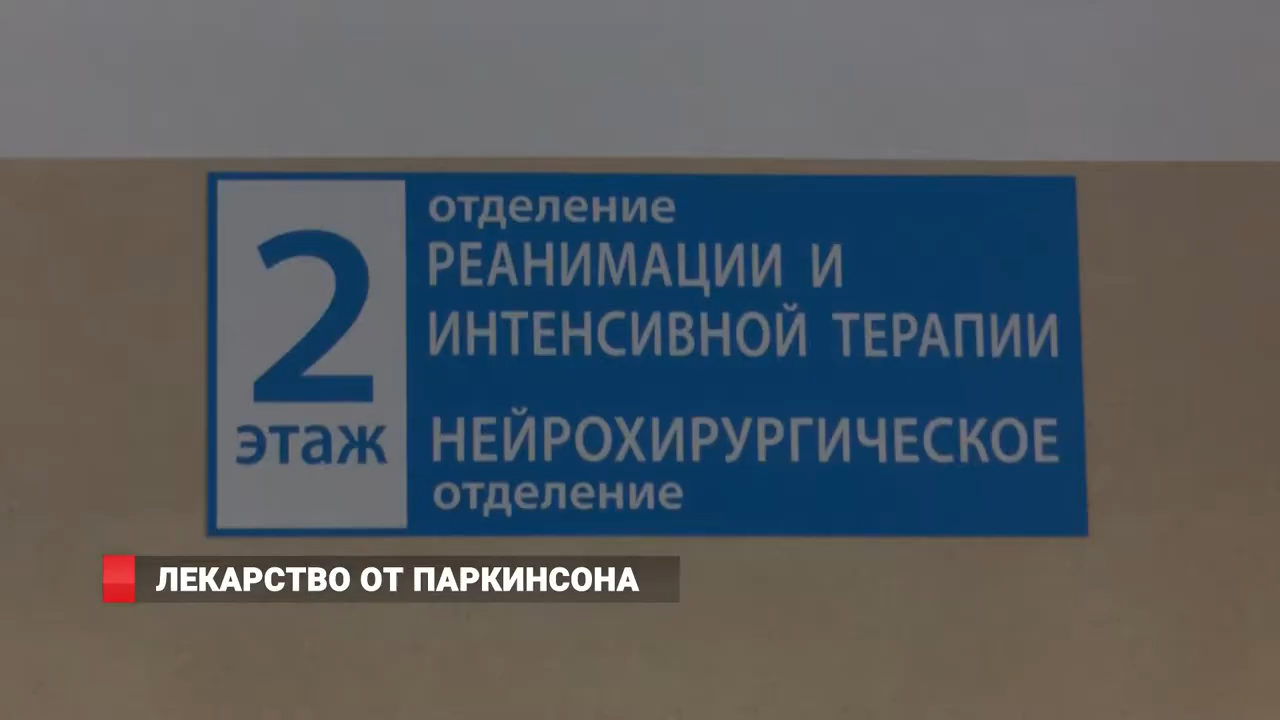 2
этаж
отделение
РЕАНИМАЦИИ И
ИНТЕНСИВНОЙ ТЕРАПИИ
НЕЙРОХИРУРГИЧЕСКОЕ
отделение
ЛЕКАРСТВО ОТ ПАРКИНСОНА